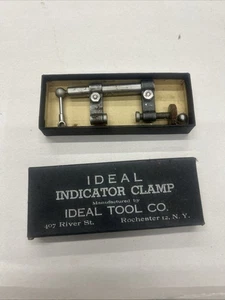 IDEAL
INDICATOR CLAMP
Manufactured by
IDEAL TOOL CO.
407 River St. Rochester 12, N. Y.